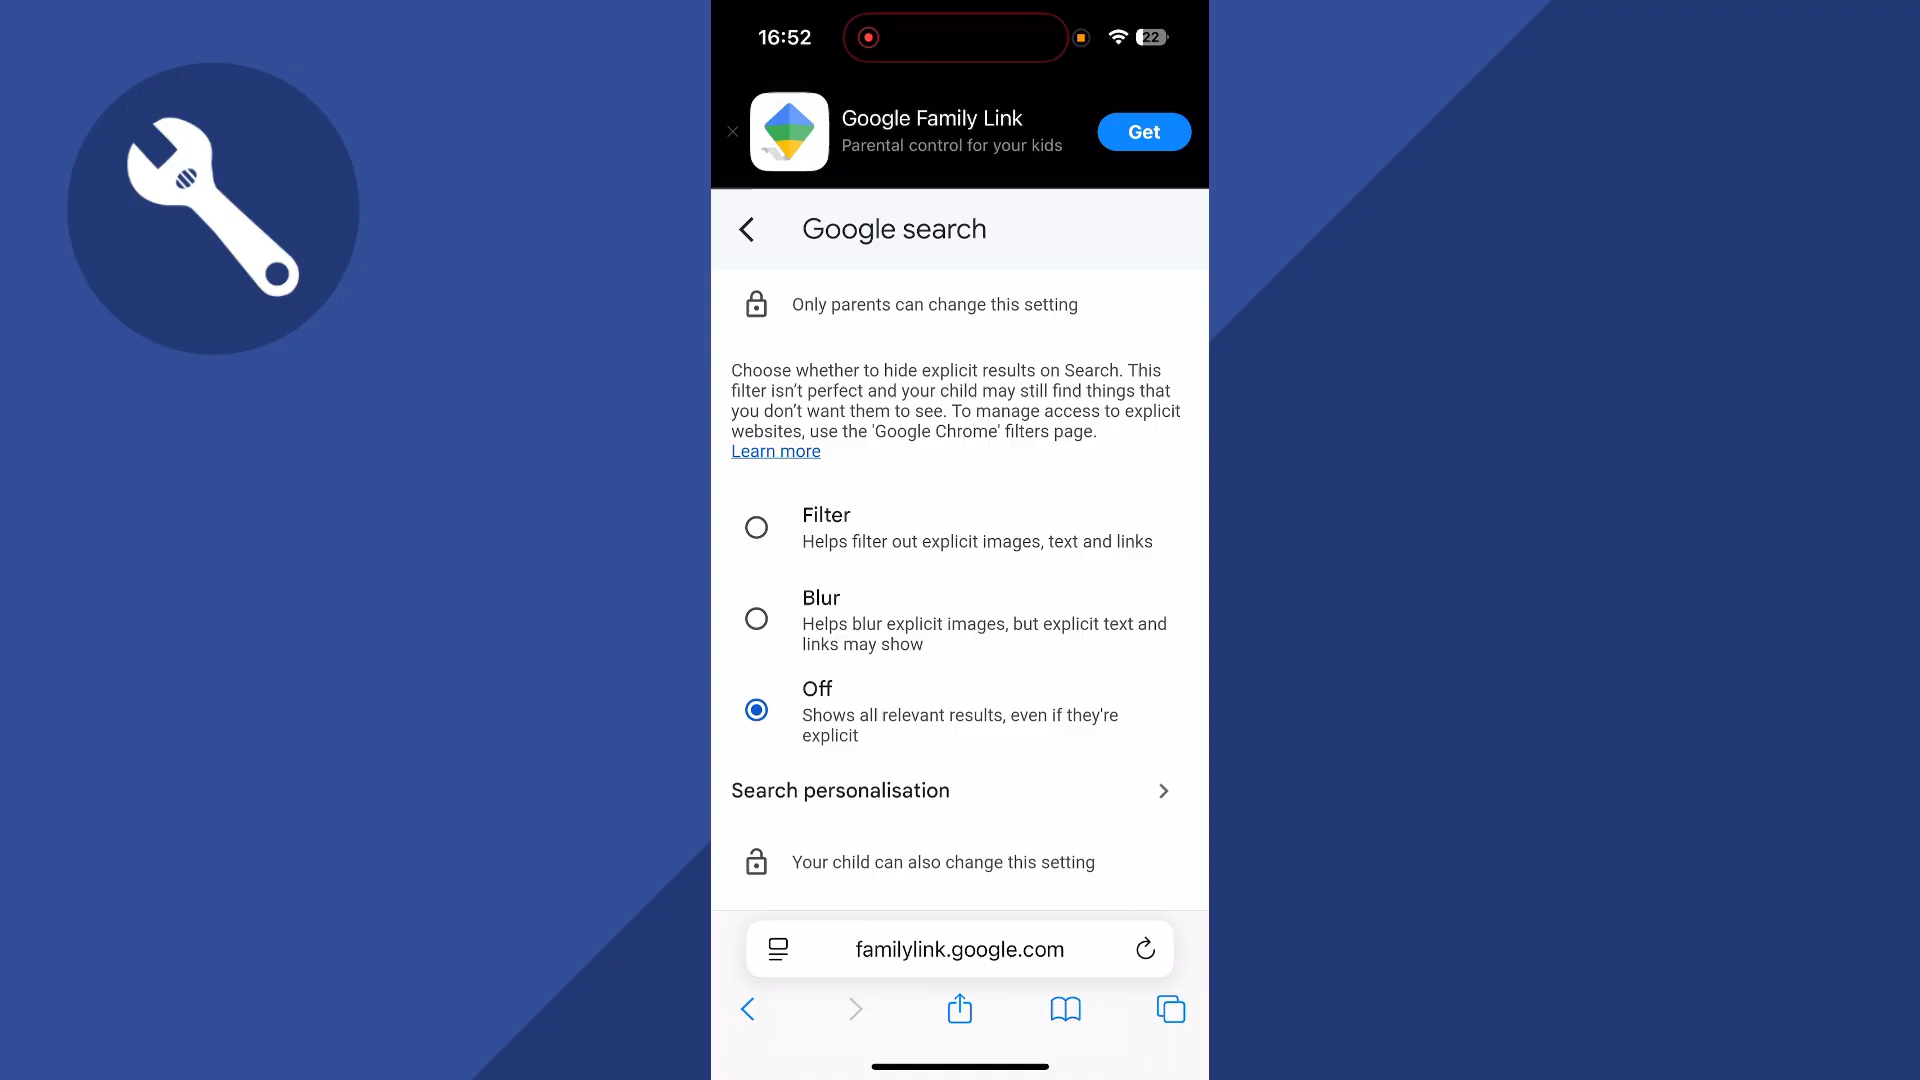 16:52
22
Google Family Link
Parental control for your kids
Get
Google search
Only parents can change this setting
Choose whether to hide explicit results on Search. This
filter isn’t perfect and your child may still find things that
you don’t want them to see. To manage access to explicit
websites, use the 'Google Chrome' filters page.
Learn more
Filter
Helps filter out explicit images, text and links
Blur
Helps blur explicit images, but explicit text and
links may show
Off
Shows all relevant results, even if they're
explicit
Search personalisation
Your child can also change this setting
familylink.google.com